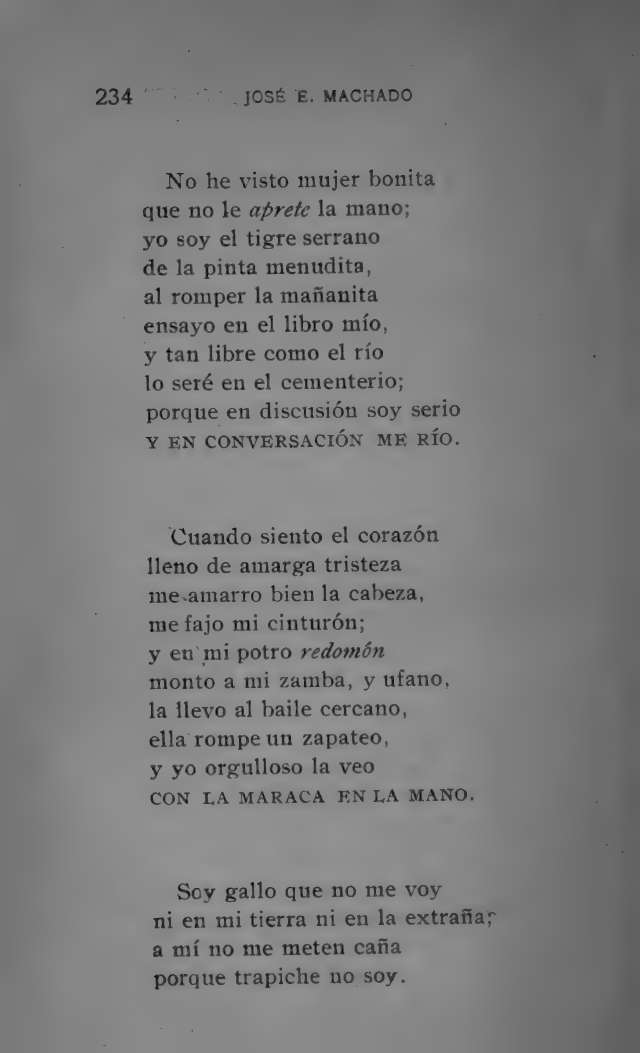 234 JOSÉ E. MACHADO
No he visto mujer bonita
que no le aprete la mano;
yo soy el tigre serrano
de la pinta menudita,
al romper la mañanita
ensayo en el libro mío,
y tan libre como el río
lo seré en el cementerio;
porque en discusión soy serio
Y EN CONVERSACIÓN ME RÍO.
Cuando siento el corazón
lleno de amarga tristeza
me amarro bien la cabeza,
me fajo mi cinturón;
y en mi potro redomón
monto a mi zamba, y ufano,
la llevo al baile cercano,
ella rompe un zapateo,
y yo orgulloso la veo
CON LA MARACA EN LA MANO.
Soy gallo que no me voy
ni en mi tierra ni en la extraña;
a mí no me meten caña
porque trapiche no soy.